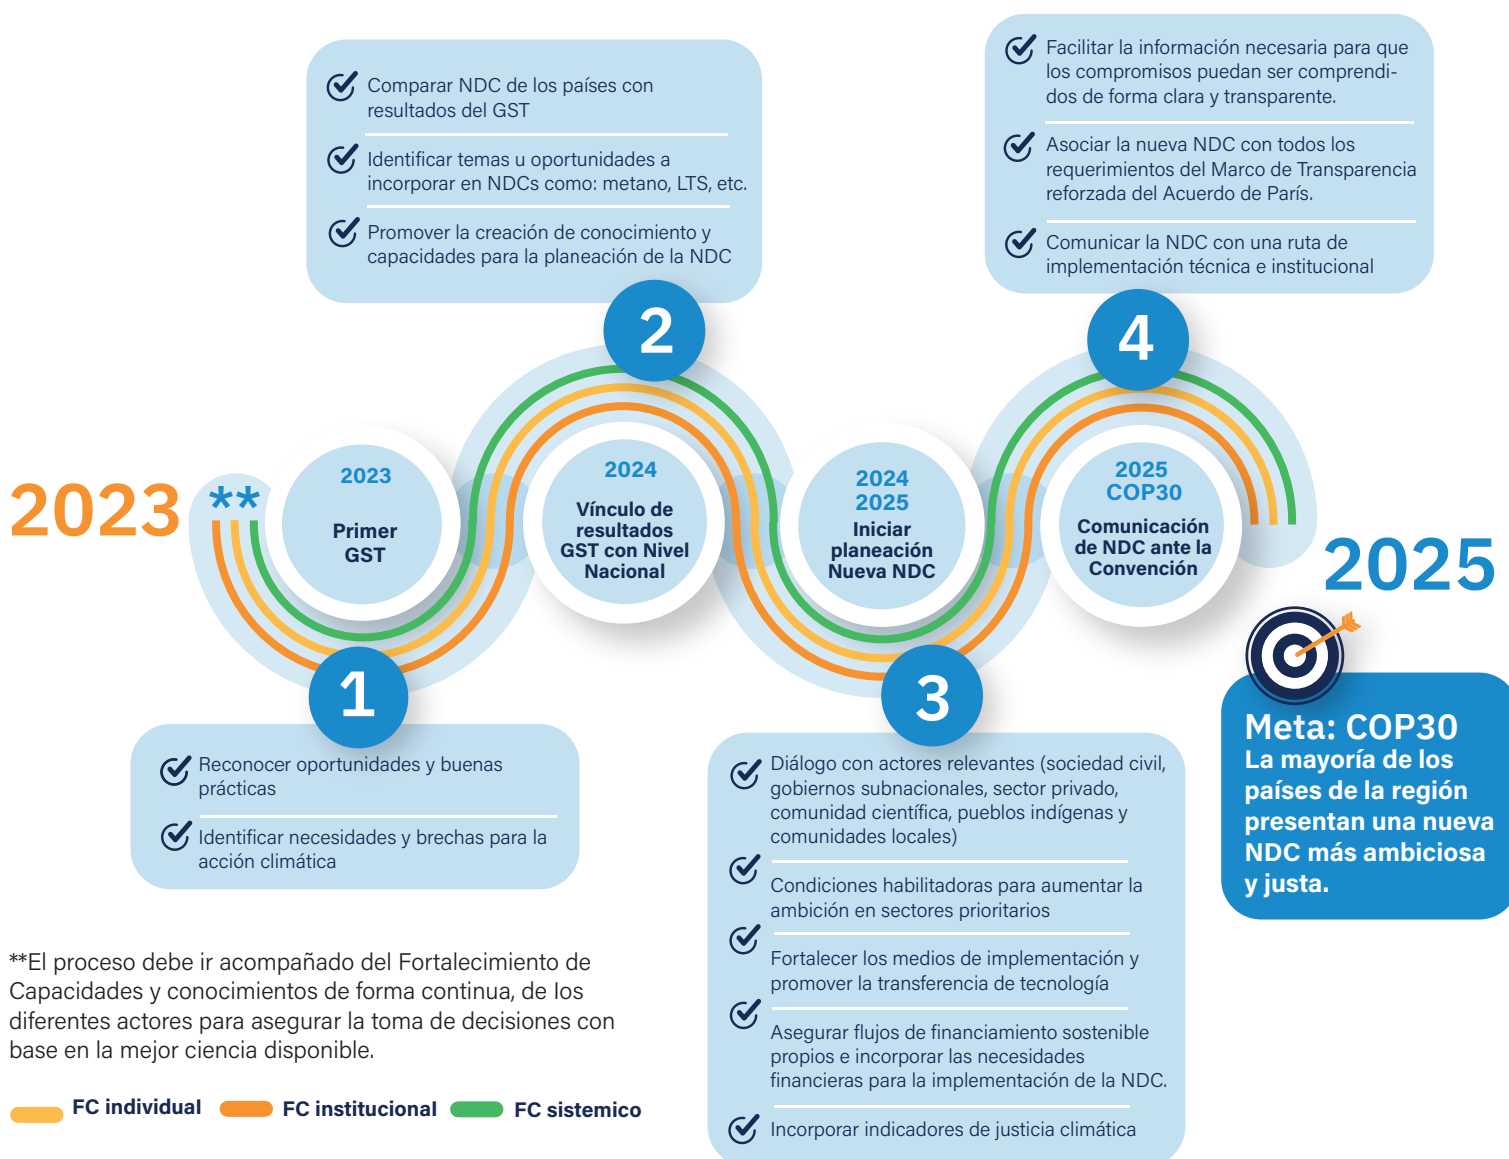 2023
**
2023
Primer
GST
1
Reconocer oportunidades y buenas
prácticas
Identificar necesidades y brechas para la
acción climática
Comparar NDC de los países con
resultados del GST
Identificar temas u oportunidades a
incorporar en NDCs como: metano, LTS, etc.
Promover la creación de conocimiento y
capacidades para la planeación de la NDC
2
2024
Vínculo de
resultados
GST con Nivel
Nacional
2024
2025
Iniciar
planeación
Nueva NDC
3
Diálogo con actores relevantes (sociedad civil,
gobiernos subnacionales, sector privado,
comunidad científica, pueblos indígenas y
comunidades locales)
Condiciones habilitadoras para aumentar la
ambición en sectores prioritarios
Fortalecer los medios de implementación y
promover la transferencia de tecnología
Asegurar flujos de financiamiento sostenible
propios e incorporar las necesidades
financieras para la implementación de la NDC.
Incorporar indicadores de justicia climática
Facilitar la información necesaria para que
los compromisos puedan ser comprendi-
dos de forma clara y transparente.
Asociar la nueva NDC con todos los
requerimientos del Marco de Transparencia
reforzada del Acuerdo de París.
Comunicar la NDC con una ruta de
implementación técnica e institucional
4
2025
COP30
Comunicación
de NDC ante la
Convención
2025
Meta: COP30
La mayoría de los
países de la región
presentan una nueva
NDC más ambiciosa
y justa.
**El proceso debe ir acompañado del Fortalecimiento de
Capacidades y conocimientos de forma continua, de los
diferentes actores para asegurar la toma de decisiones con
base en la mejor ciencia disponible.
FC individual
FC institucional
FC sistemico